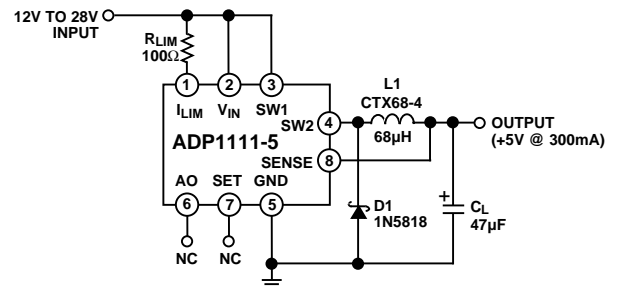 12V TO 28V
INPUT
RLIM
100Ω
1
2
3
ILIM
VIN
SW1
L1
CTX68-4
68µH
SW2
4
OUTPUT
(+5V @ 300mA)
ADP1111-5
SENSE
8
AO
SET
GND
6
7
5
D1
1N5818
+
CL
47µF
NC
NC